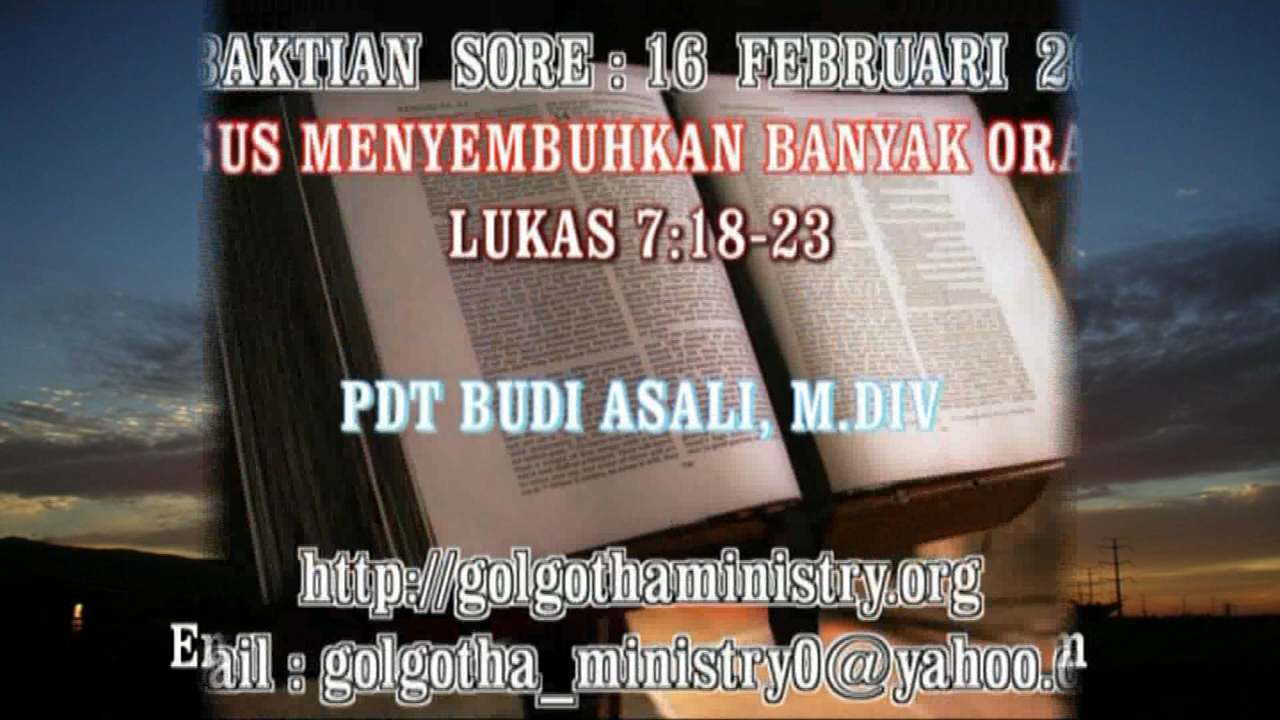 BAKTIAN SORE : 16 FEBRUARI 20
SUS MENYEMBUHKAN BANYAK ORA
LUKAS 7:18-23
PDT BUDI ASALI, M.DIV
http://golgothaministry.org
Email : golgotha_ministry0@yahoo.